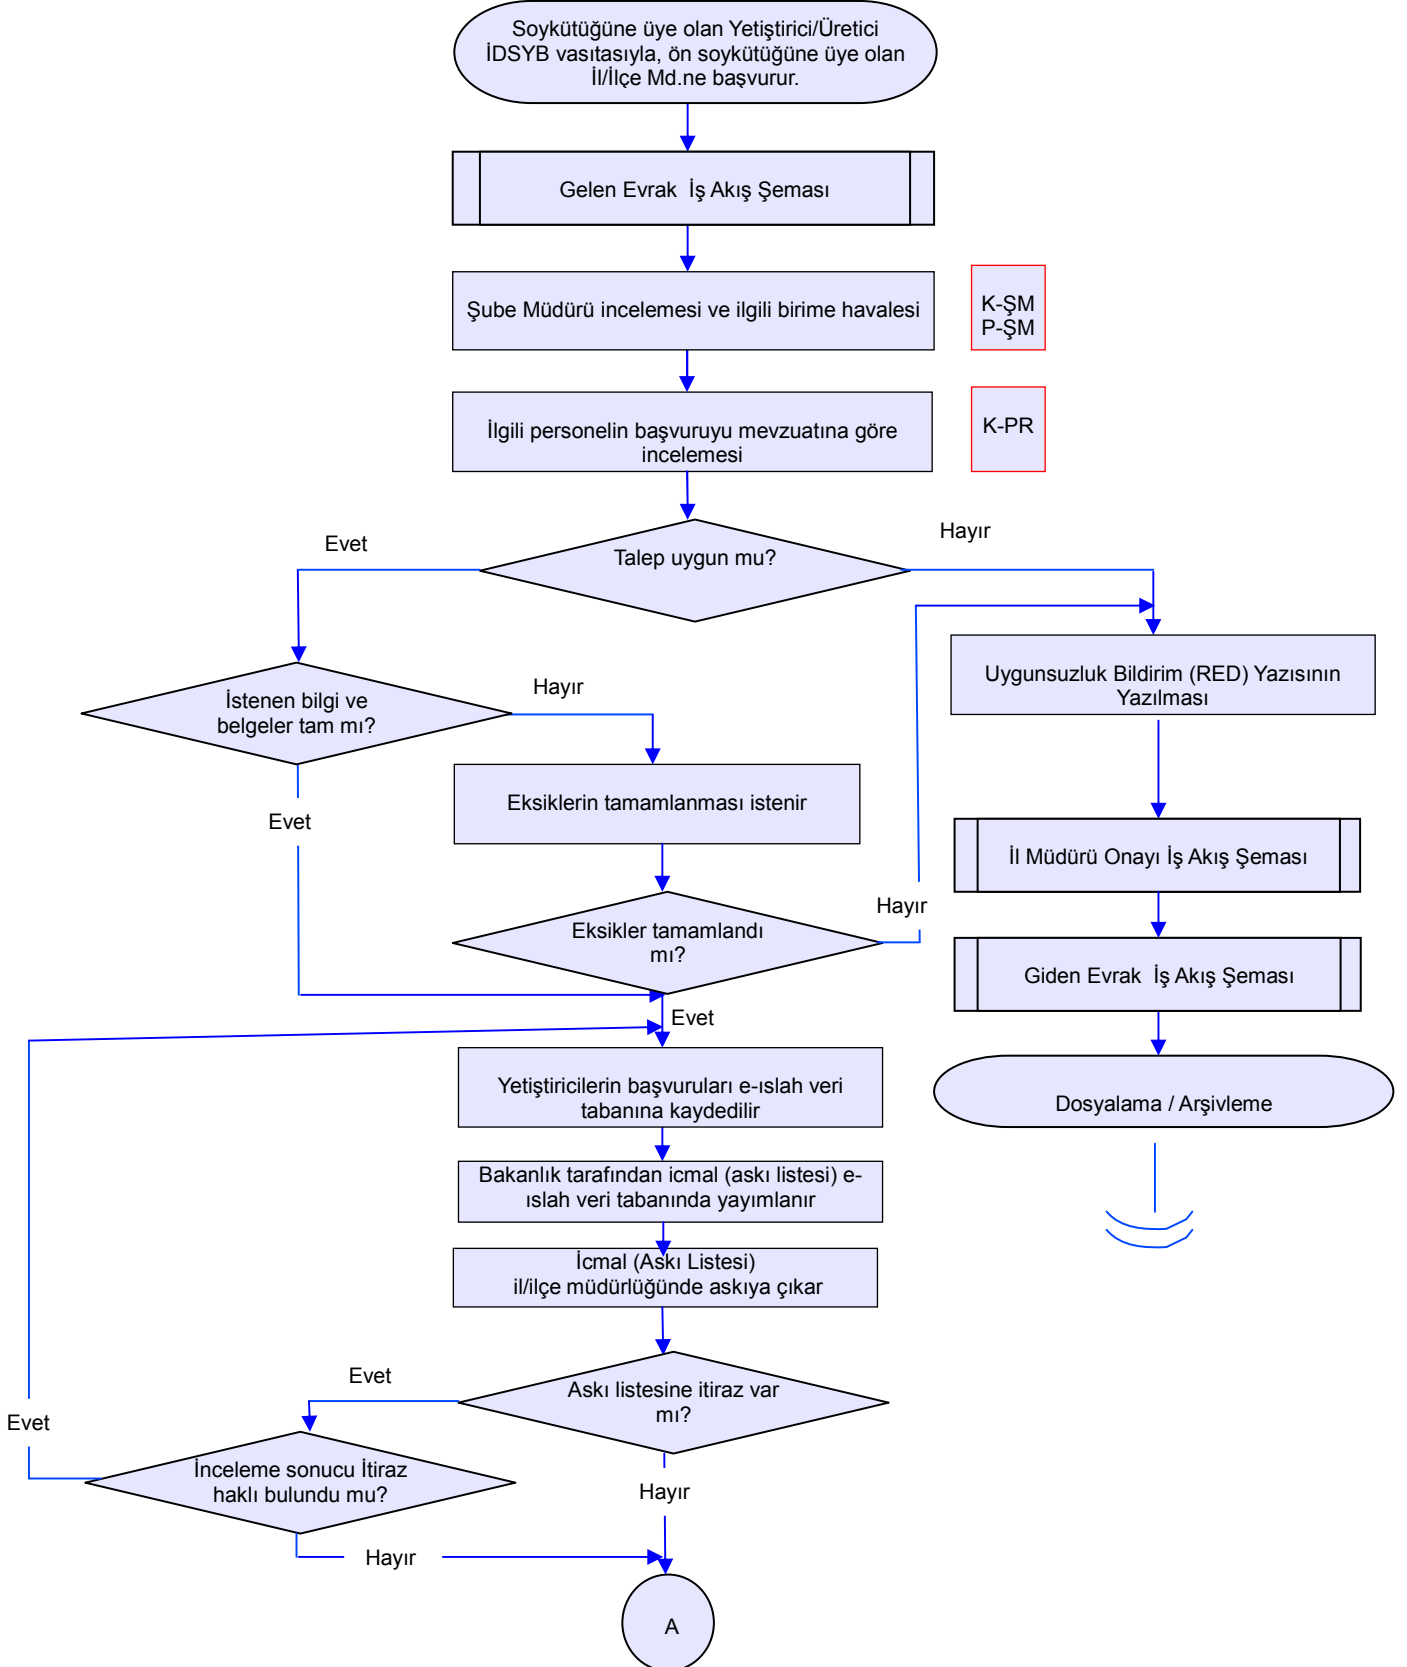 Soykütüğüne üye olan Yetiştirici/Üretici
İDSYB vasıtasıyla, ön soykütüğüne üye olan
İl/İlçe Md.ne başvurur.
Gelen Evrak  İş Akış Şeması
Şube Müdürü incelemesi ve ilgili birime havalesi
K-ŞM
P-ŞM
İlgili personelin başvuruyu mevzuatına göre
incelemesi
K-PR
Talep uygun mu?
Evet
Hayır
İstenen bilgi ve
belgeler tam mı?
Hayır
Uygunsuzluk Bildirim (RED) Yazısının
Yazılması
Evet
Eksiklerin tamamlanması istenir
İl Müdürü Onayı İş Akış Şeması
Hayır
Eksikler tamamlandı
mı?
Giden Evrak  İş Akış Şeması
Evet
Yetiştiricilerin başvuruları e-ıslah veri
tabanına kaydedilir
Dosyalama / Arşivleme
Bakanlık tarafından icmal (askı listesi) e-
ıslah veri tabanında yayımlanır
İcmal (Askı Listesi)
il/ilçe müdürlüğünde askıya çıkar
Evet
Askı listesine itiraz var
mı?
Evet
İnceleme sonucu İtiraz
haklı bulundu mu?
Hayır
Hayır
A